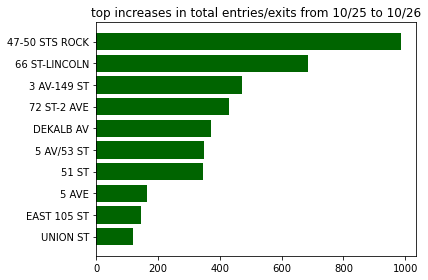 top increases in total entries/exits from 10/25 to 10/26
47-50 STS ROCK
66 ST-LINCOLN
3 AV-149 ST
72 ST-2 AVE
DEKALB AV
5 AV/53 ST
51 ST
5 AVE
EAST 105 ST
UNION ST
0 200 400 600 800 1000